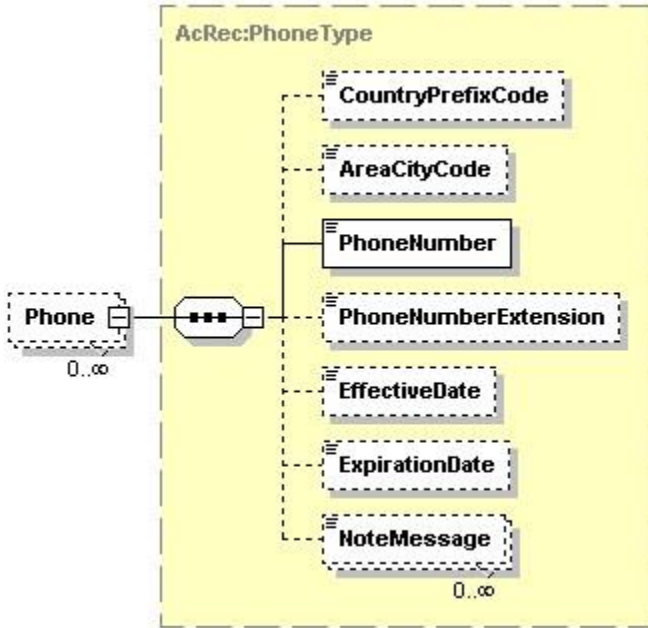 AcRec:PhoneType
CountryPrefixCode
AreaCityCode
PhoneNumber
Phone
0..∞
PhoneNumberExtension
EffectiveDate
ExpirationDate
NoteMessage
0..∞